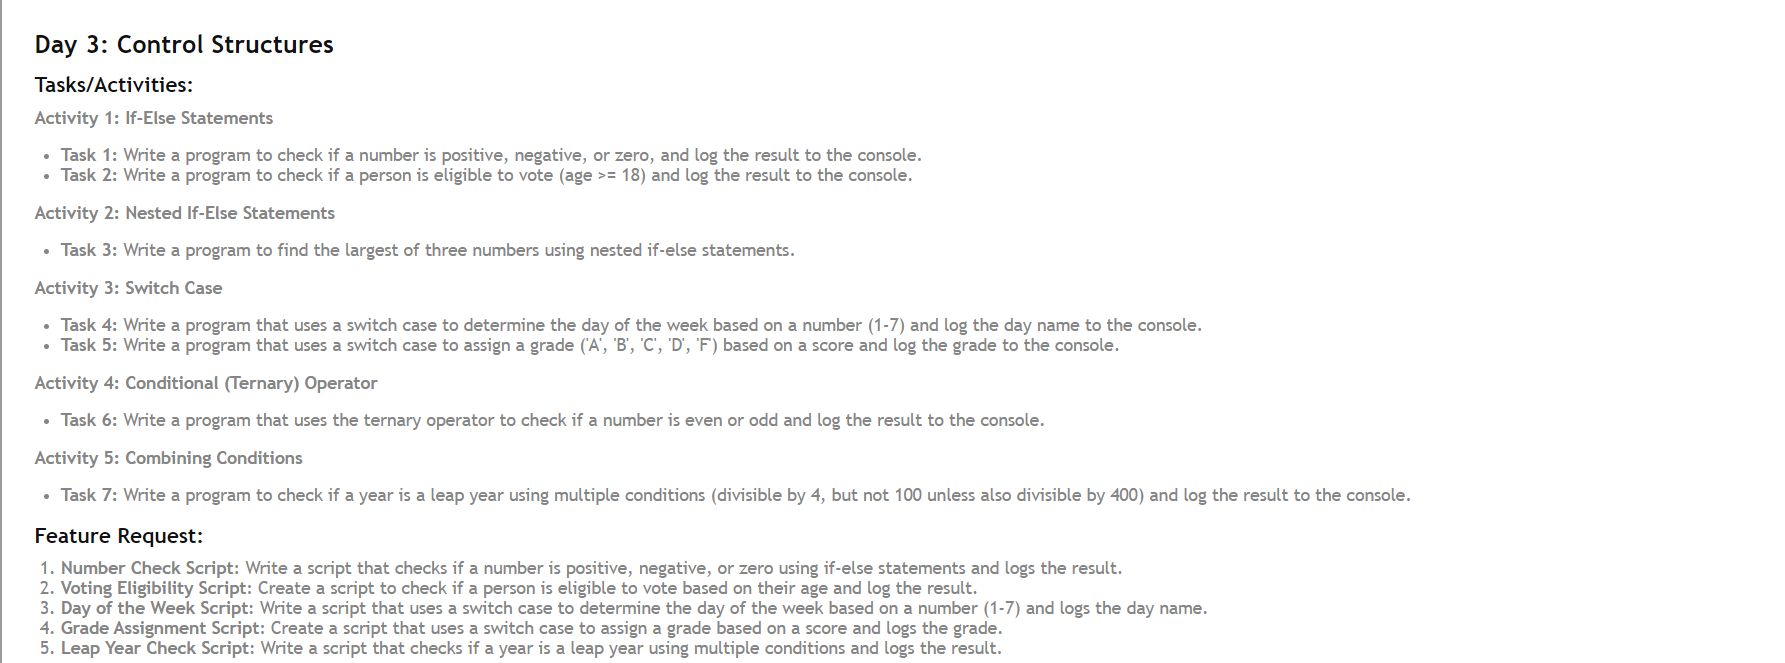 Day 3: Control Structures
Tasks/Activities:
Activity 1: If-Else Statements
• Task 1: Write a program to check if a number is positive, negative, or zero, and log the result to the console.
• Task 2: Write a program to check if a person is eligible to vote (age >= 18) and log the result to the console.
Activity 2: Nested If-Else Statements
• Task 3: Write a program to find the largest of three numbers using nested if-else statements.
Activity 3: Switch Case
• Task 4: Write a program that uses a switch case to determine the day of the week based on a number (1-7) and log the day name to the console.
• Task 5: Write a program that uses a switch case to assign a grade ('A', 'B', 'C', 'D', 'F') based on a score and log the grade to the console.
Activity 4: Conditional (Ternary) Operator
• Task 6: Write a program that uses the ternary operator to check if a number is even or odd and log the result to the console.
Activity 5: Combining Conditions
• Task 7: Write a program to check if a year is a leap year using multiple conditions (divisible by 4, but not 100 unless also divisible by 400) and log the result to the console.
Feature Request:
1. Number Check Script: Write a script that checks if a number is positive, negative, or zero using if-else statements and logs the result.
2. Voting Eligibility Script: Create a script to check if a person is eligible to vote based on their age and log the result.
3. Day of the Week Script: Write a script that uses a switch case to determine the day of the week based on a number (1-7) and logs the day name.
4. Grade Assignment Script: Create a script that uses a switch case to assign a grade based on a score and logs the grade.
5. Leap Year Check Script: Write a script that checks if a year is a leap year using multiple conditions and logs the result.